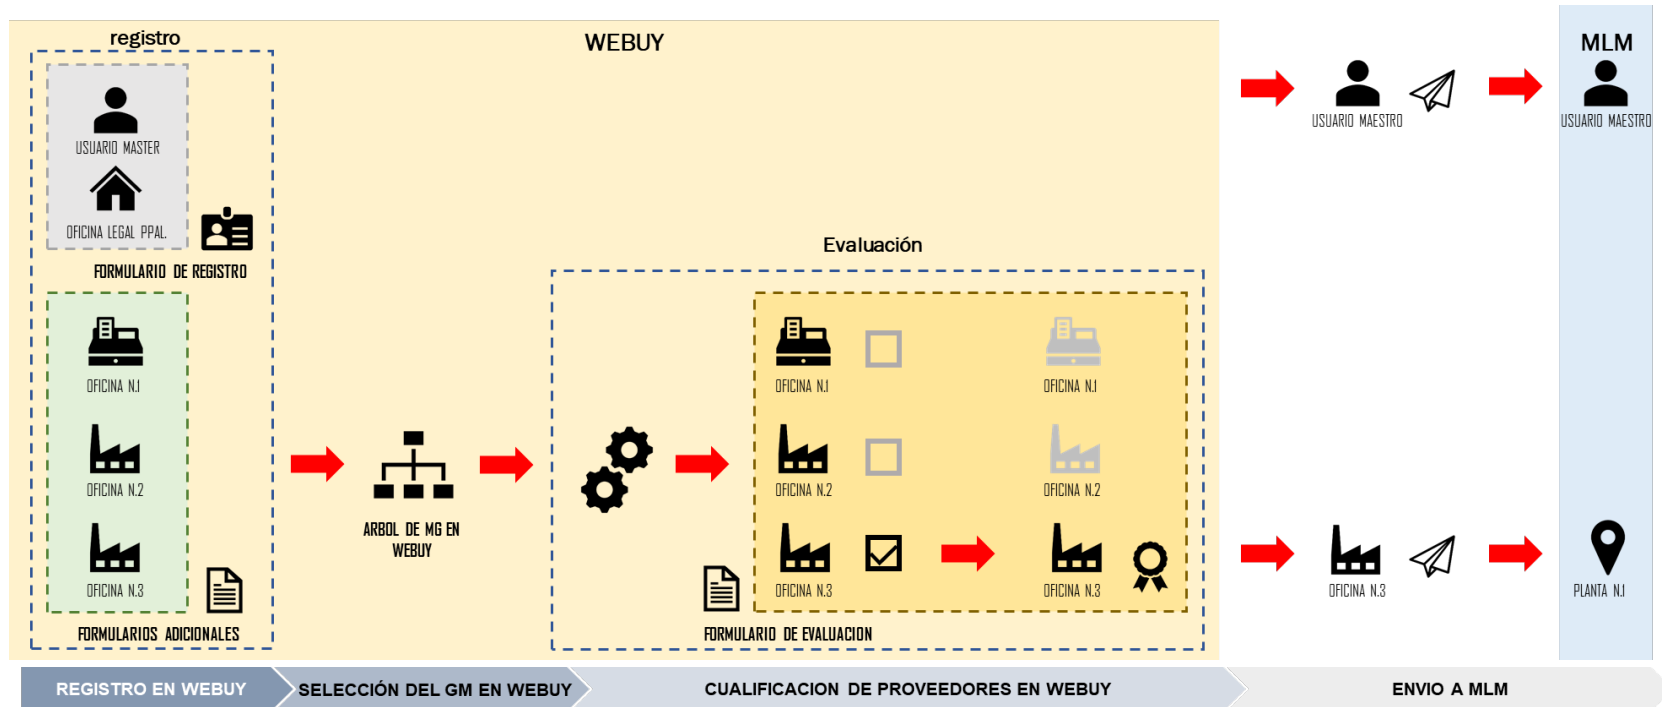 registro
WEBUY
MLM
USUARIO MASTER
OFICINA LEGAL PPAL.
FORMULARIO DE REGISTRO
USUARIO MAESTRO
USUARIO MAESTRO
Evaluación
OFICINA N.1
OFICINA N.2
OFICINA N.3
FORMULARIOS ADICIONALES
ARBOL DE MG EN
WEBUY
OFICINA N.1
OFICINA N.1
OFICINA N.2
OFICINA N.2
OFICINA N.3
OFICINA N.3
FORMULARIO DE EVALUACION
OFICINA N.3
PLANTA N.1
REGISTRO EN WEBUY
SELECCIÓN DEL GM EN WEBUY
CUALIFICACION DE PROVEEDORES EN WEBUY
ENVIO A MLM